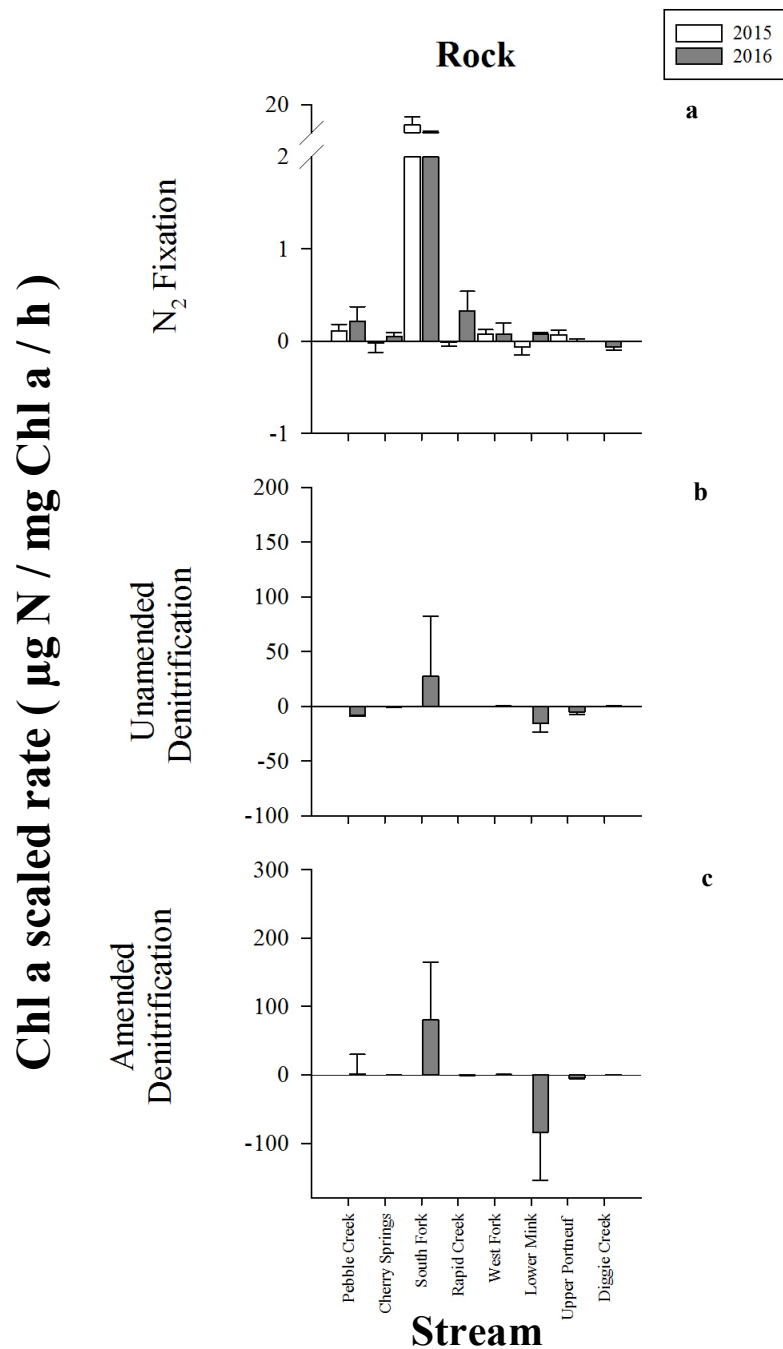 2015
2016
Rock
Chl a scaled rate ( µg N / mg Chl a / h )
a
N2 Fixation
20
2
1
0
-1
b
Unamended
Denitrification
200
150
100
50
0
-50
-100
c
Amended
Denitrification
300
200
100
0
-100
Pebble Creek
Cherry Springs
South Fork
Rapid Creek
West Fork
Lower Mink
Upper Portneuf
Diggie Creek
Stream